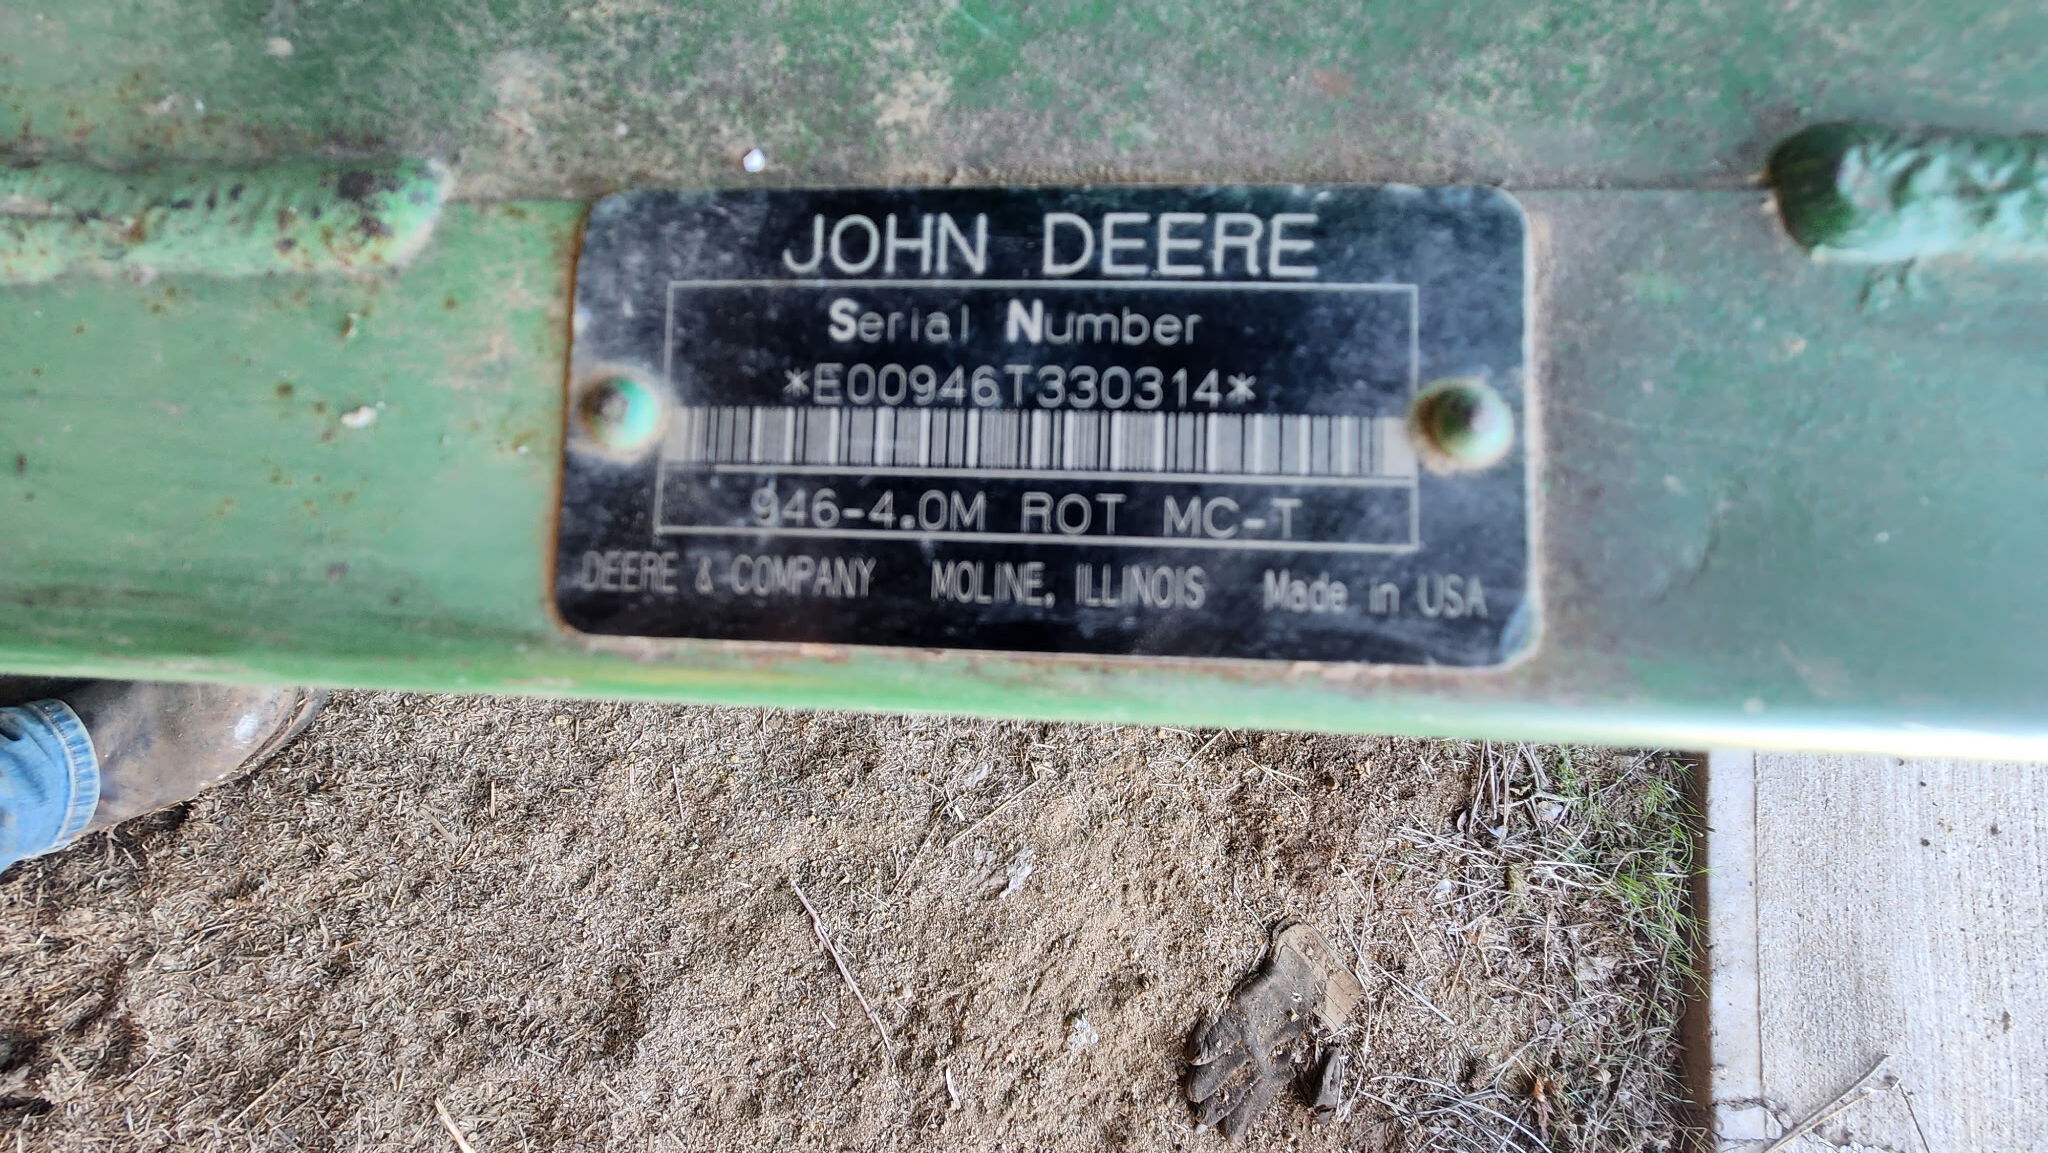 JOHN DEERE
Serial Number
*E00946T330314*
946-4.0M ROT MC-T
DEERE & COMPANY MOLINE, ILLINOIS Made in USA